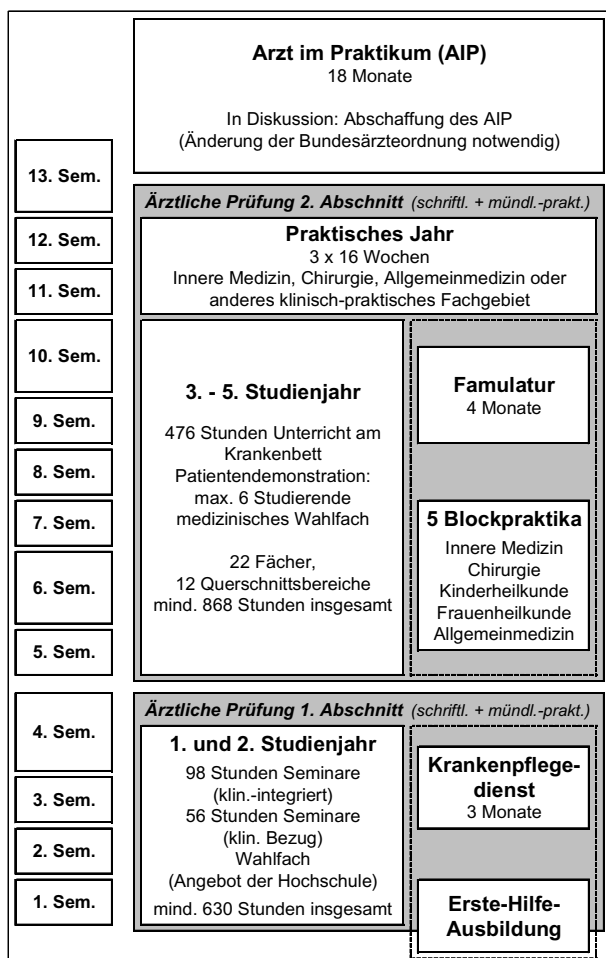 Arzt im Praktikum (AIP)
18 Monate
In Diskussion: Abschaffung des AIP
(Änderung der Bundesärzteordnung notwendig)
13. Sem.
Ärztliche Prüfung 2. Abschnitt (schriftl. + mündl.-prakt.)
12. Sem.
11. Sem.
Praktisches Jahr
3 x 16 Wochen
Innere Medizin, Chirurgie, Allgemeinmedizin oder
anderes klinisch-praktisches Fachgebiet
10. Sem.
9. Sem.
8. Sem.
7. Sem.
6. Sem.
5. Sem.
3. - 5. Studienjahr
476 Stunden Unterricht am
Krankenbett
Patientendemonstration:
max. 6 Studierende
medizinisches Wahlfach
22 Fächer,
12 Querschnittsbereiche
mind. 868 Stunden insgesamt
Famulatur
4 Monate
5 Blockpraktika
Innere Medizin
Chirurgie
Kinderheilkunde
Frauenheilkunde
Allgemeinmedizin
Ärztliche Prüfung 1. Abschnitt (schriftl. + mündl.-prakt.)
4. Sem.
3. Sem.
2. Sem.
1. Sem.
1. und 2. Studienjahr
98 Stunden Seminare
(klin.-integriert)
56 Stunden Seminare
(klin. Bezug)
Wahlfach
(Angebot der Hochschule)
mind. 630 Stunden insgesamt
Krankenpflege-
dienst
3 Monate
Erste-Hilfe-
Ausbildung